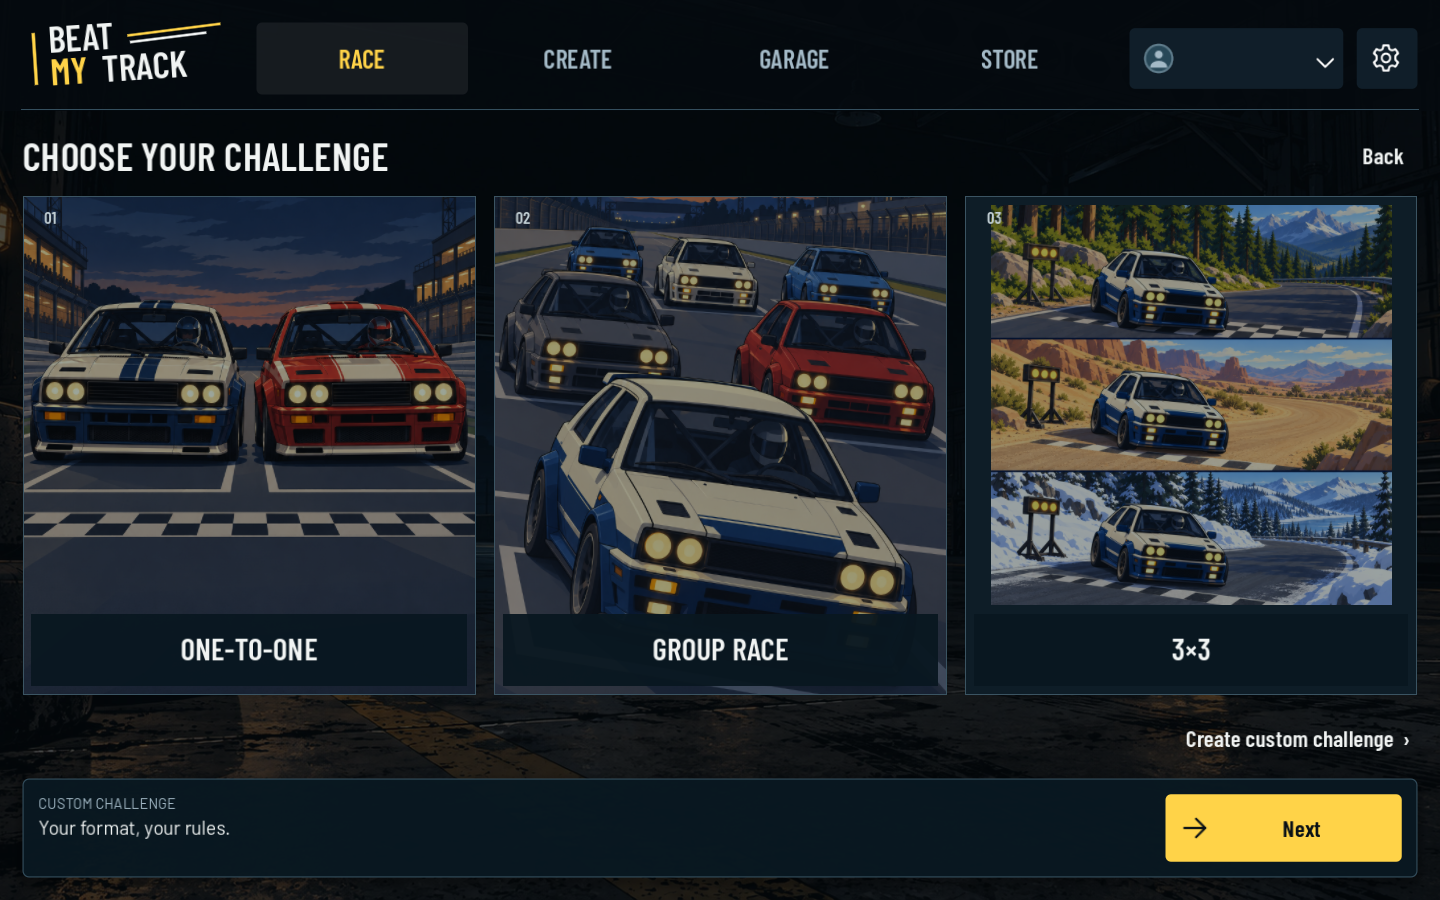 BEAT
MY TRACK
RACE
CREATE
GARAGE
STORE
CHOOSE YOUR CHALLENGE
Back
01
02
03
ONE-TO-ONE
GROUP RACE
3×3
Create custom challenge ›
CUSTOM CHALLENGE
Your format, your rules.
Next